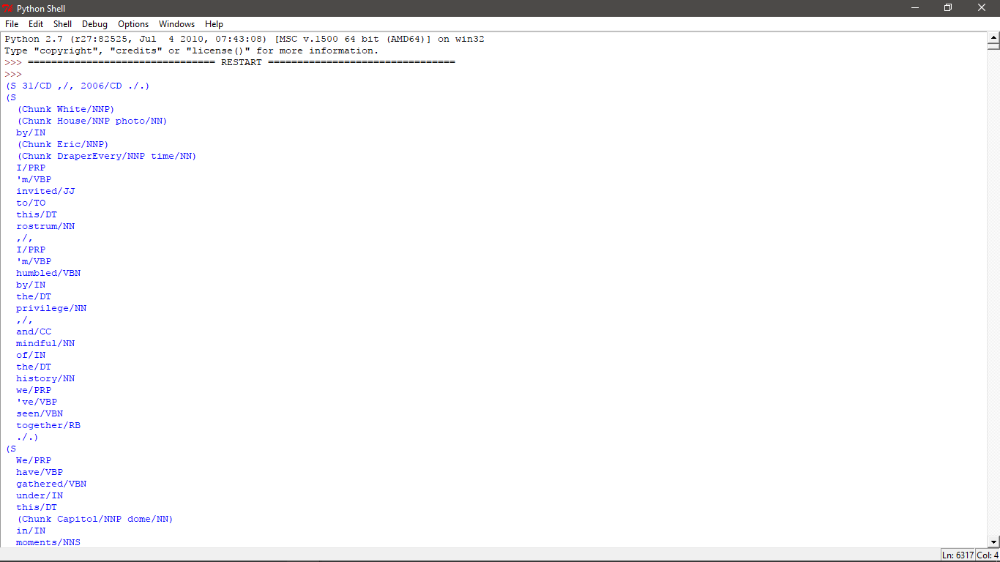 Python Shell
File Edit Shell Debug Options Windows Help
Python 2.7 (r27:82525, Jul  4 2010, 07:43:08) [MSC v.1500 64 bit (AMD64)] on win32
Type "copyright", "credits" or "license()" for more information.
>>> ================================ RESTART ================================
>>>
(S 31/CD ,/, 2006/CD ./.)
(S
  (Chunk White/NNP)
  (Chunk House/NNP photo/NN)
  by/IN
  (Chunk Eric/NNP)
  (Chunk DraperEvery/NNP time/NN)
  I/PRP
  'm/VBP
  invited/JJ
  to/TO
  this/DT
  rostrum/NN
  ,/,
  I/PRP
  'm/VBP
  humbled/VBN
  by/IN
  the/DT
  privilege/NN
  ,/,
  and/CC
  mindful/NN
  of/IN
  the/DT
  history/NN
  we/PRP
  've/VBP
  seen/VBN
  together/RB
  ./.)
(S
  We/PRP
  have/VBP
  gathered/VBN
  under/IN
  this/DT
  (Chunk Capitol/NNP dome/NN)
  in/IN
  moments/NNS
Ln: 6317 Col: 4